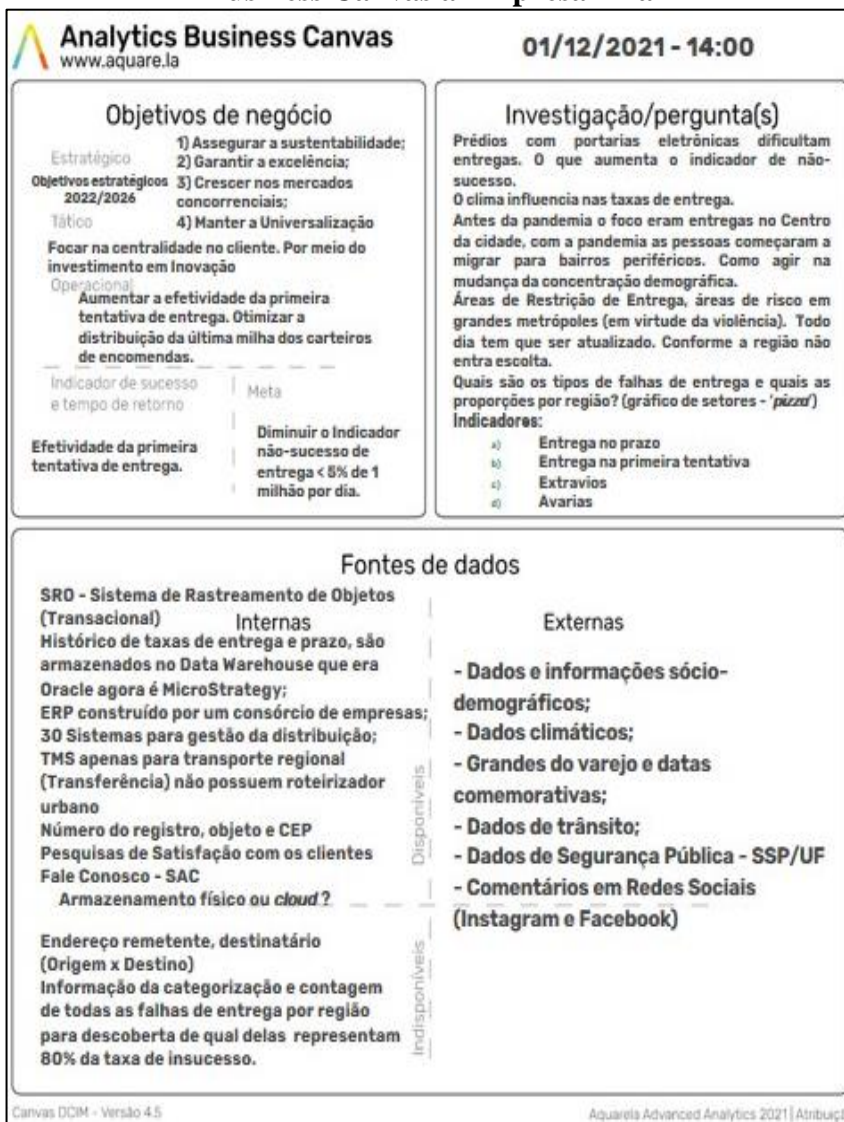 Analytics Business Canvas
www.aquare.la
01/12/2021 - 14:00
Objetivos de negócio
Estratégico
Objetivos estratégicos
2022/2026
1) Assegurar a sustentabilidade;
2) Garantir a excelência;
3) Crescer nos mercados
concorrenciais;
4) Manter a Universalização
Tático
Focar na centralidade no cliente. Por meio do
investimento em Inovação
Operacional
Aumentar a efetividade da primeira
tentativa de entrega. Otimizar a
distribuição da última milha dos carteiros
de encomendas.
Indicador de sucesso
e tempo de retorno
Efetividade da primeira
tentativa de entrega.
Meta
Diminuir o Indicador
não-sucesso de
entrega < 5% de 1
milhão por dia.
Investigação/pergunta(s)
Prédios com portarias eletrônicas dificultam
entregas. O que aumenta o indicador de não-
sucesso.
O clima influencia nas taxas de entrega.
Antes da pandemia o foco eram entregas no Centro
da cidade, com a pandemia as pessoas começaram a
migrar para bairros periféricos. Como agir na
mudança da concentração demográfica.
Áreas de Restrição de Entrega, áreas de risco em
grandes metrópoles (em virtude da violência). Todo
dia tem que ser atualizado. Conforme a região não
entra escolta.
Quais são os tipos de falhas de entrega e quais as
proporções por região? (gráfico de setores - 'pizza')
Indicadores:
a) Entrega no prazo
b) Entrega na primeira tentativa
c) Extravios
d) Avarias
Fontes de dados
Internas
SRO - Sistema de Rastreamento de Objetos
(Transacional)
Histórico de taxas de entrega e prazo, são
armazenados no Data Warehouse que era
Oracle agora é MicroStrategy;
ERP construído por um consórcio de empresas;
30 Sistemas para gestão da distribuição;
TMS apenas para transporte regional
(Transferência) não possuem roteirizador
urbano
Número do registro, objeto e CEP
Pesquisas de Satisfação com os clientes
Fale Conosco - SAC
Armazenamento físico ou cloud ?
Disponíveis
Endereço remetente, destinatário
(Origem x Destino)
Informação da categorização e contagem
de todas as falhas de entrega por região
para descoberta de qual delas representam
80% da taxa de insucesso.
Indisponíveis
Externas
- Dados e informações sócio-
demográficos;
- Dados climáticos;
- Grandes do varejo e datas
comemorativas;
- Dados de trânsito;
- Dados de Segurança Pública - SSP/UF
- Comentários em Redes Sociais
(Instagram e Facebook)
Canvas DCIM - Versão 4.5
Aquarela Advanced Analytics 2021 | Atribuiçã